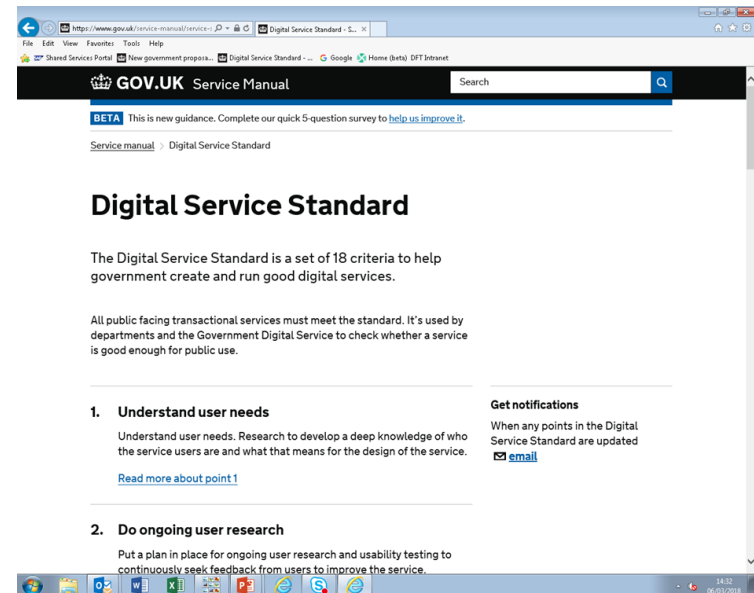 https://www.gov.uk/service-manual/service-s
Digital Service Standard - S...
File Edit View Favorites Tools Help
Shared Services Portal New government proposa... Digital Service Standard - ... Google Home (beta) DFT Intranet
GOV.UK Service Manual
Search
BETA This is new guidance. Complete our quick 5-question survey to help us improve it.
Service manual > Digital Service Standard
Digital Service Standard
The Digital Service Standard is a set of 18 criteria to help
government create and run good digital services.
All public facing transactional services must meet the standard. It's used by
departments and the Government Digital Service to check whether a service
is good enough for public use.
1. Understand user needs
Understand user needs. Research to develop a deep knowledge of who
the service users are and what that means for the design of the service.
Read more about point 1
Get notifications
When any points in the Digital
Service Standard are updated
email
2. Do ongoing user research
Put a plan in place for ongoing user research and usability testing to
continuously seek feedback from users to improve the service.
14:32
06/03/2018